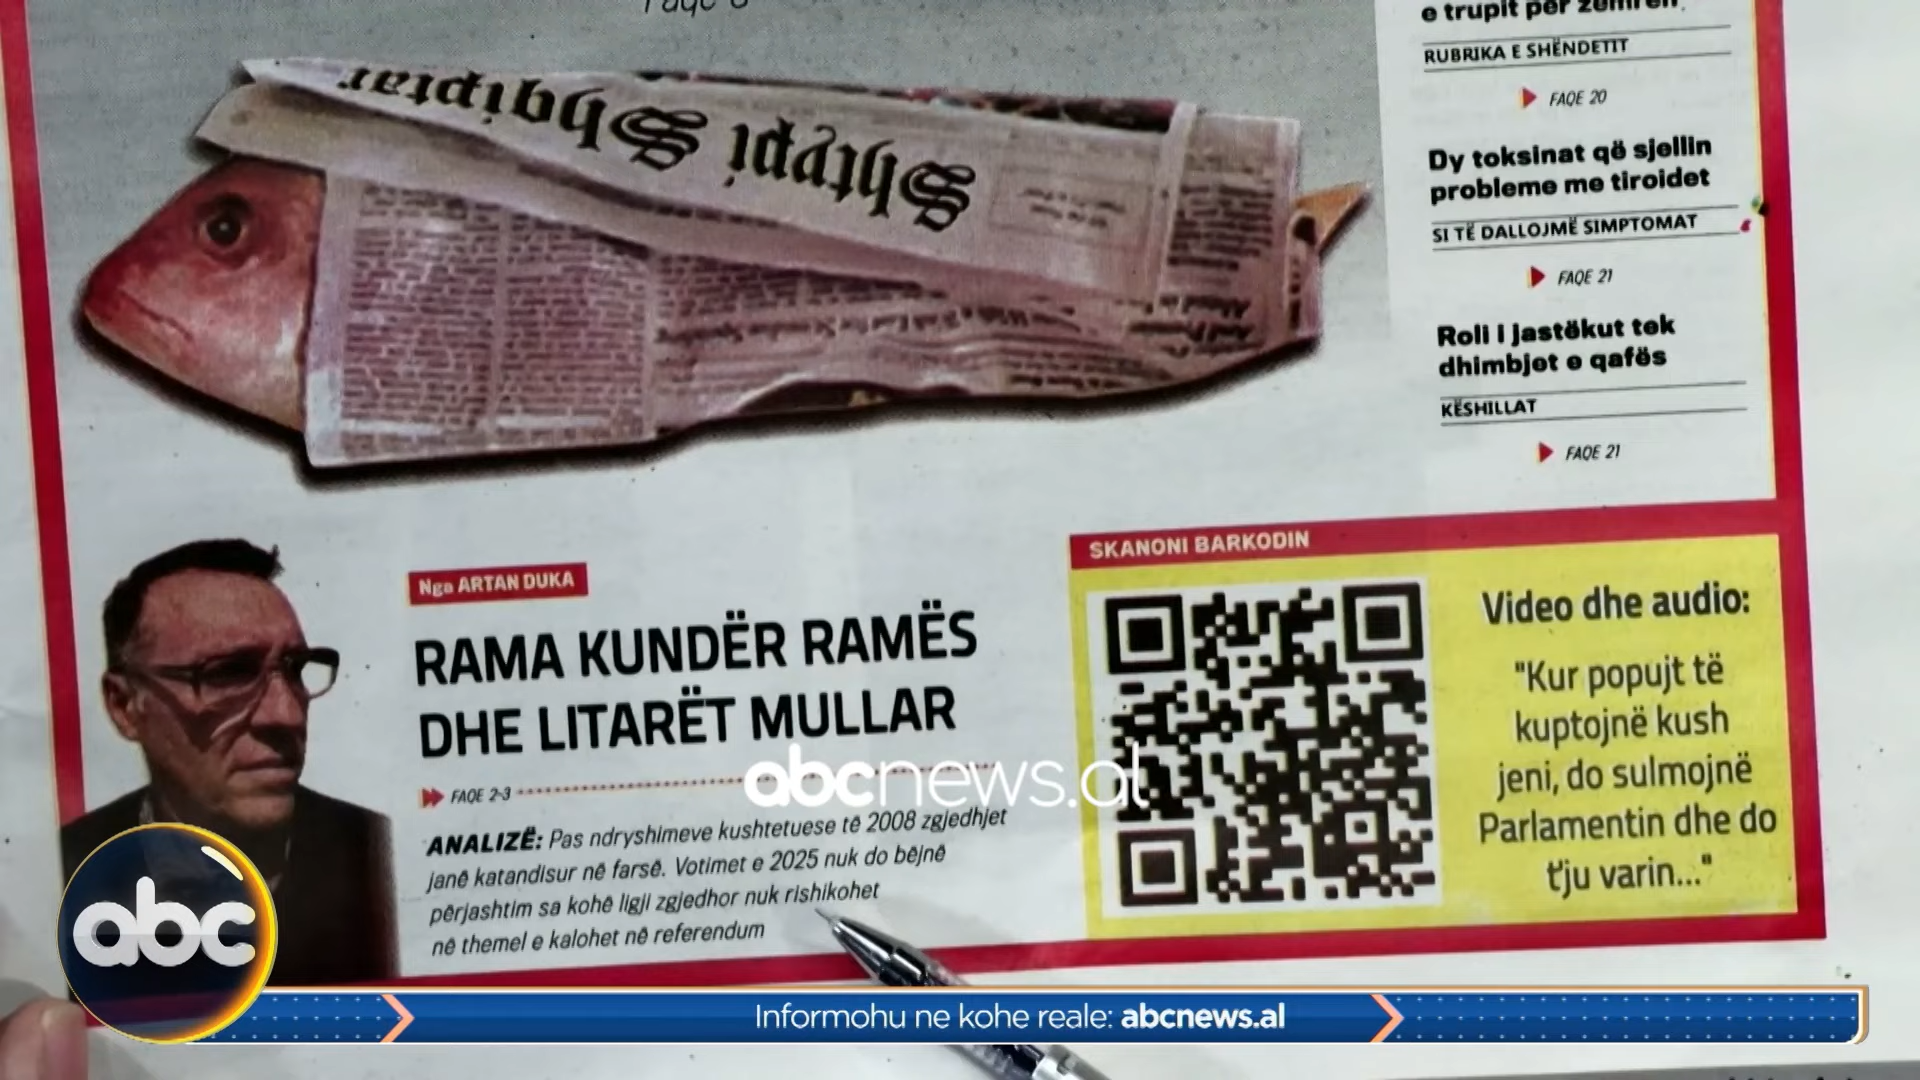 Shtypi Shqiptar
e trupit për zemrën
RUBRIKA E SHËNDETIT
FAQE 20
Dy toksinat që sjellin
probleme me tiroidet
SI TË DALLOJMË SIMPTOMAT
FAQE 21
Roli i jastëkut tek
dhimbjet e qafës
KËSHILLAT
FAQE 21
Nga ARTAN DUKA
RAMA KUNDËR RAMËS
DHE LITARËT MULLAR
FAQE 2-3
ANALIZË: Pas ndryshimeve kushtetuese të 2008 zgjedhjet
janë katandisur në farsë. Votimet e 2025 nuk do bëjnë
përjashtim sa kohë ligji zgjedhor nuk rishikohet
në themel e kalohet në referendum
SKANONI BARKODIN
Video dhe audio:
"Kur popujt të
kuptojnë kush
jeni, do sulmojnë
Parlamentin dhe do
t'ju varin..."
abcnews.al
abc
Informohu ne kohe reale: abcnews.al